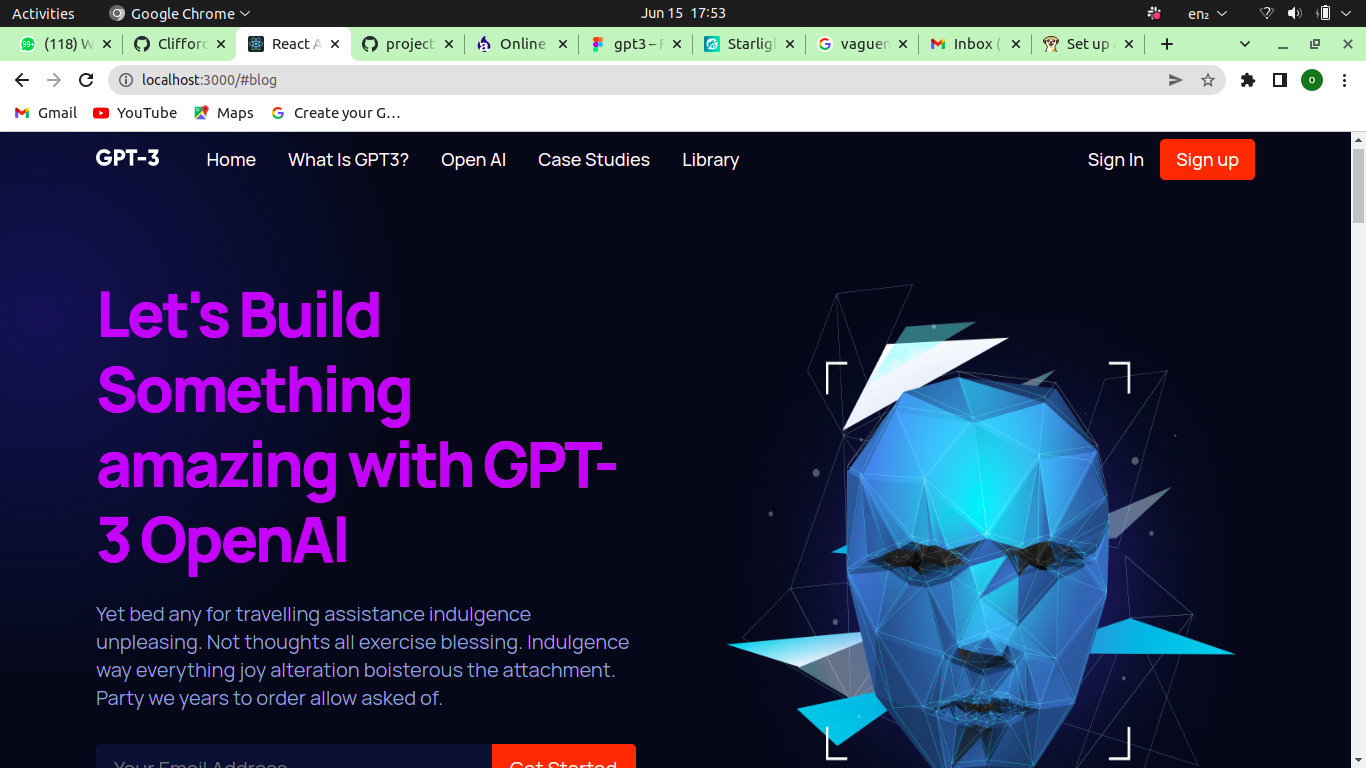 Activities
Google Chrome
Jun 15 17:53
en₂
99+
(118) W
Cliffor
React A
project
Online
gpt3 – F
Starligh
vaguen
Inbox (
Set up a
localhost:3000/#blog
O
Gmail
YouTube
Maps
Create your G...
GPT-3
Home
What Is GPT3?
Open AI
Case Studies
Library
Sign In
Sign up
Let's Build
Something
amazing with GPT-
3 OpenAI
Yet bed any for travelling assistance indulgence
unpleasing. Not thoughts all exercise blessing. Indulgence
way everything joy alteration boisterous the attachment.
Party we years to order allow asked of.
Your Email Address
Get Started